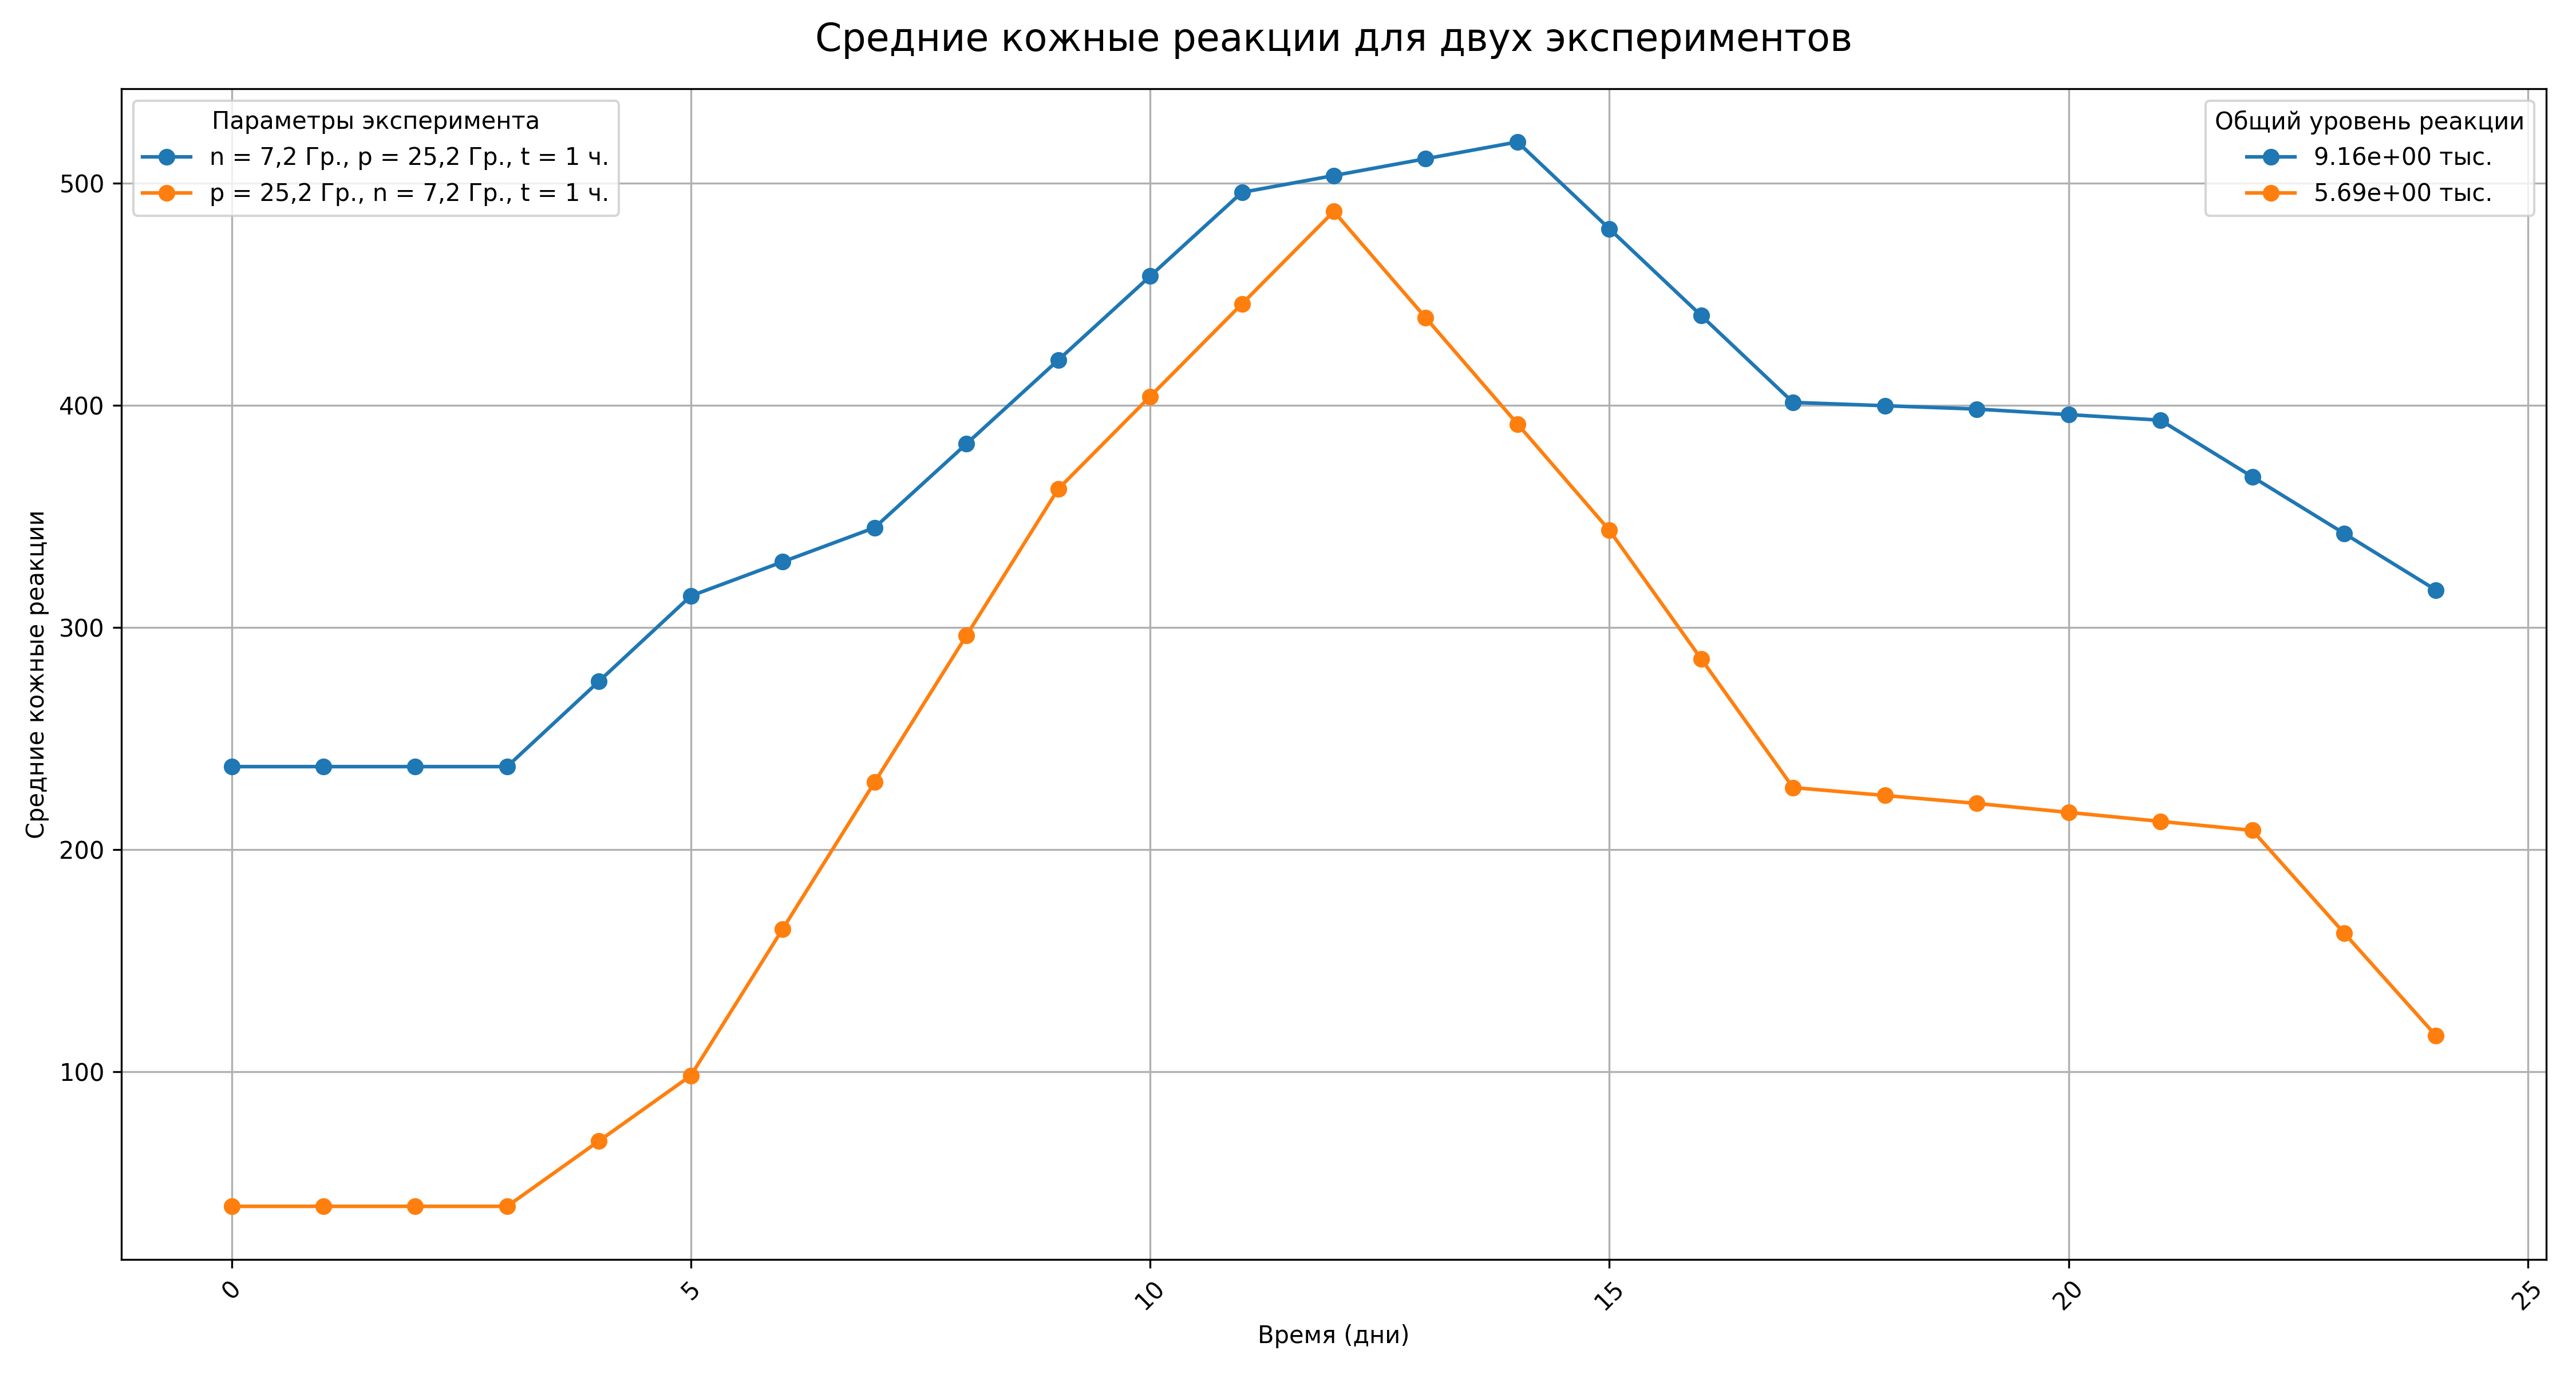 Средние кожные реакции для двух экспериментов
Параметры эксперимента
n = 7,2 Гр., p = 25,2 Гр., t = 1 ч.
p = 25,2 Гр., n = 7,2 Гр., t = 1 ч.
Общий уровень реакции
9.16e+00 тыс.
5.69e+00 тыс.
Средние кожные реакции
500
400
300
200
100
0
5
10
15
20
25
Время (дни)